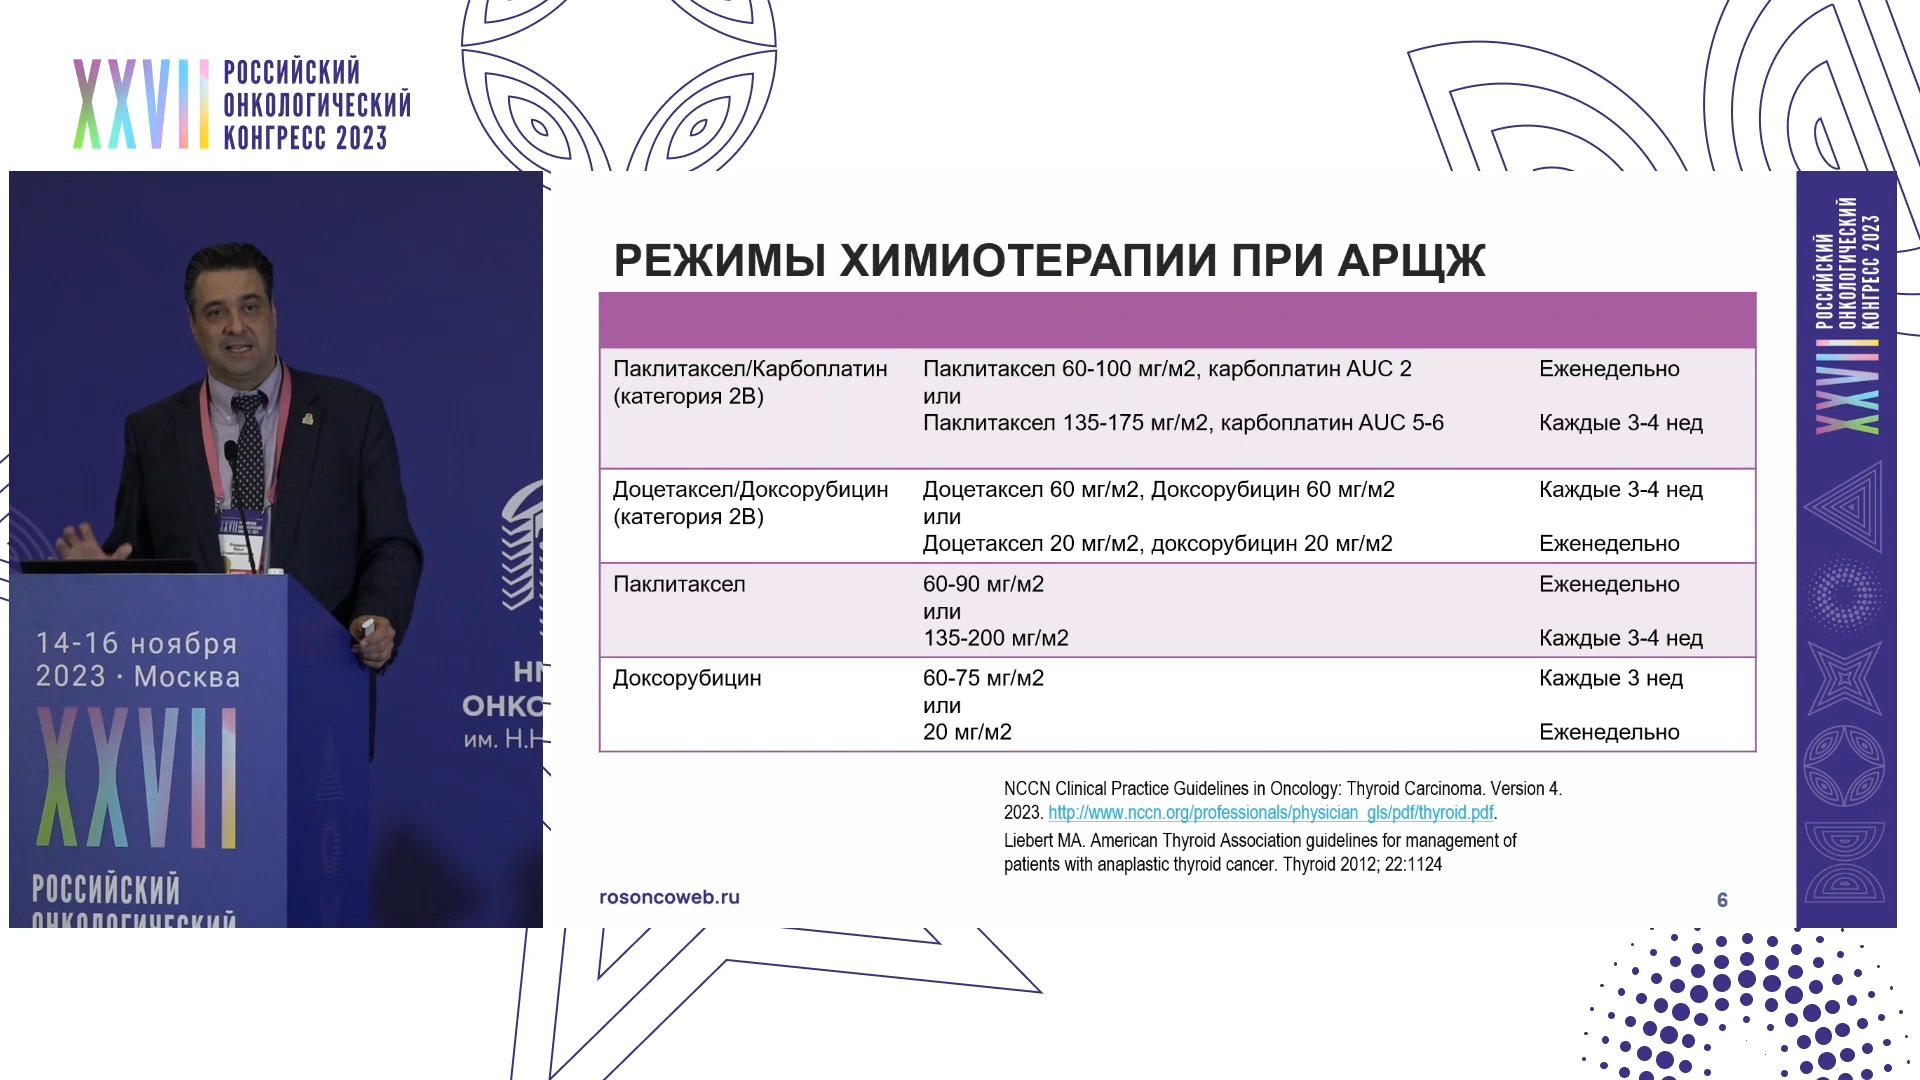 XXVII
РОССИЙСКИЙ
ОНКОЛОГИЧЕСКИЙ
КОНГРЕСС 2023
14-16 ноября
2023 · Москва
XXVII
РОССИЙСКИЙ
ОНКОЛОГИЧЕСКИЙ
НМ
ОНКО
им. Н.Н
РЕЖИМЫ ХИМИОТЕРАПИИ ПРИ АРЩЖ
Паклитаксел/Карбоплатин Паклитаксел 60-100 мг/м2, карбоплатин AUC 2 Еженедельно
(категория 2В) или
Паклитаксел 135-175 мг/м2, карбоплатин AUC 5-6 Каждые 3-4 нед
Доцетаксел/Доксорубицин Доцетаксел 60 мг/м2, Доксорубицин 60 мг/м2 Каждые 3-4 нед
(категория 2В) или
Доцетаксел 20 мг/м2, доксорубицин 20 мг/м2 Еженедельно
Паклитаксел 60-90 мг/м2 Еженедельно
или
135-200 мг/м2 Каждые 3-4 нед
Доксорубицин 60-75 мг/м2 Каждые 3 нед
или
20 мг/м2 Еженедельно
NCCN Clinical Practice Guidelines in Oncology: Thyroid Carcinoma. Version 4.
2023. http://www.nccn.org/professionals/physician_gls/pdf/thyroid.pdf.
Liebert MA. American Thyroid Association guidelines for management of
patients with anaplastic thyroid cancer. Thyroid 2012; 22:1124
rosoncoweb.ru
6
XXVII
РОССИЙСКИЙ
ОНКОЛОГИЧЕСКИЙ
КОНГРЕСС 2023